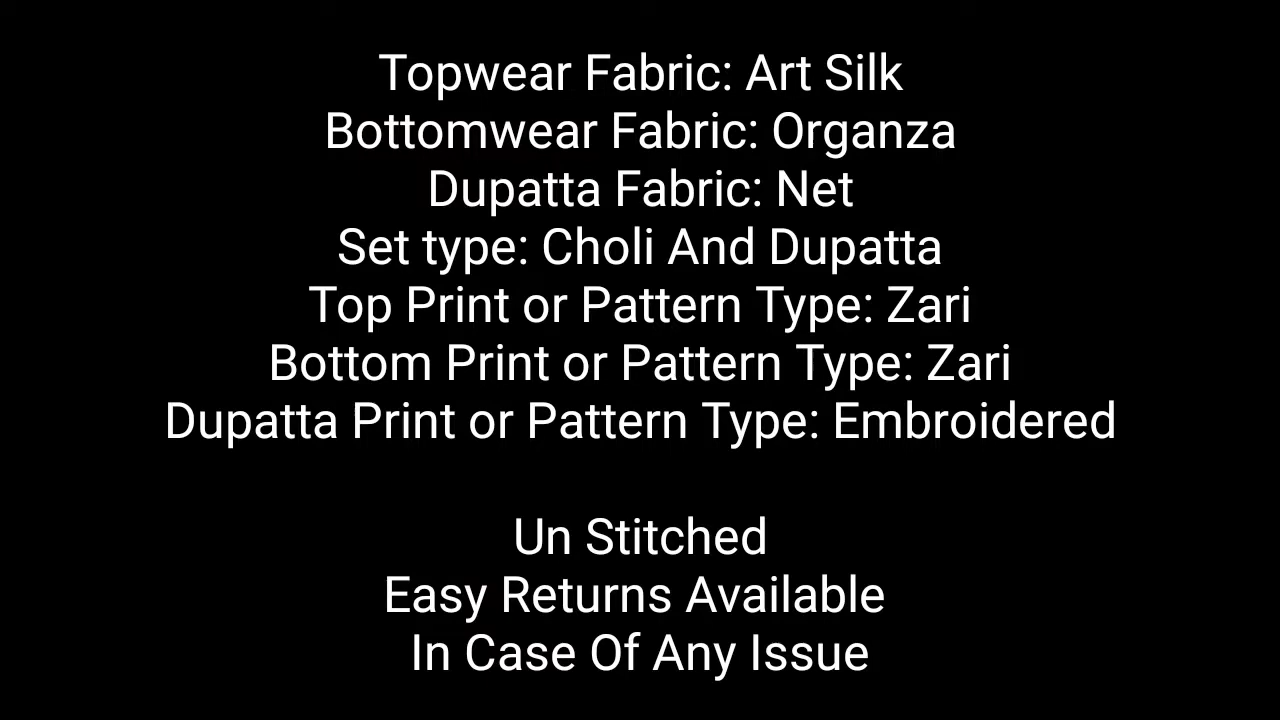 Topwear Fabric: Art Silk
Bottomwear Fabric: Organza
Dupatta Fabric: Net
Set type: Choli And Dupatta
Top Print or Pattern Type: Zari
Bottom Print or Pattern Type: Zari
Dupatta Print or Pattern Type: Embroidered
Un Stitched
Easy Returns Available
In Case Of Any Issue